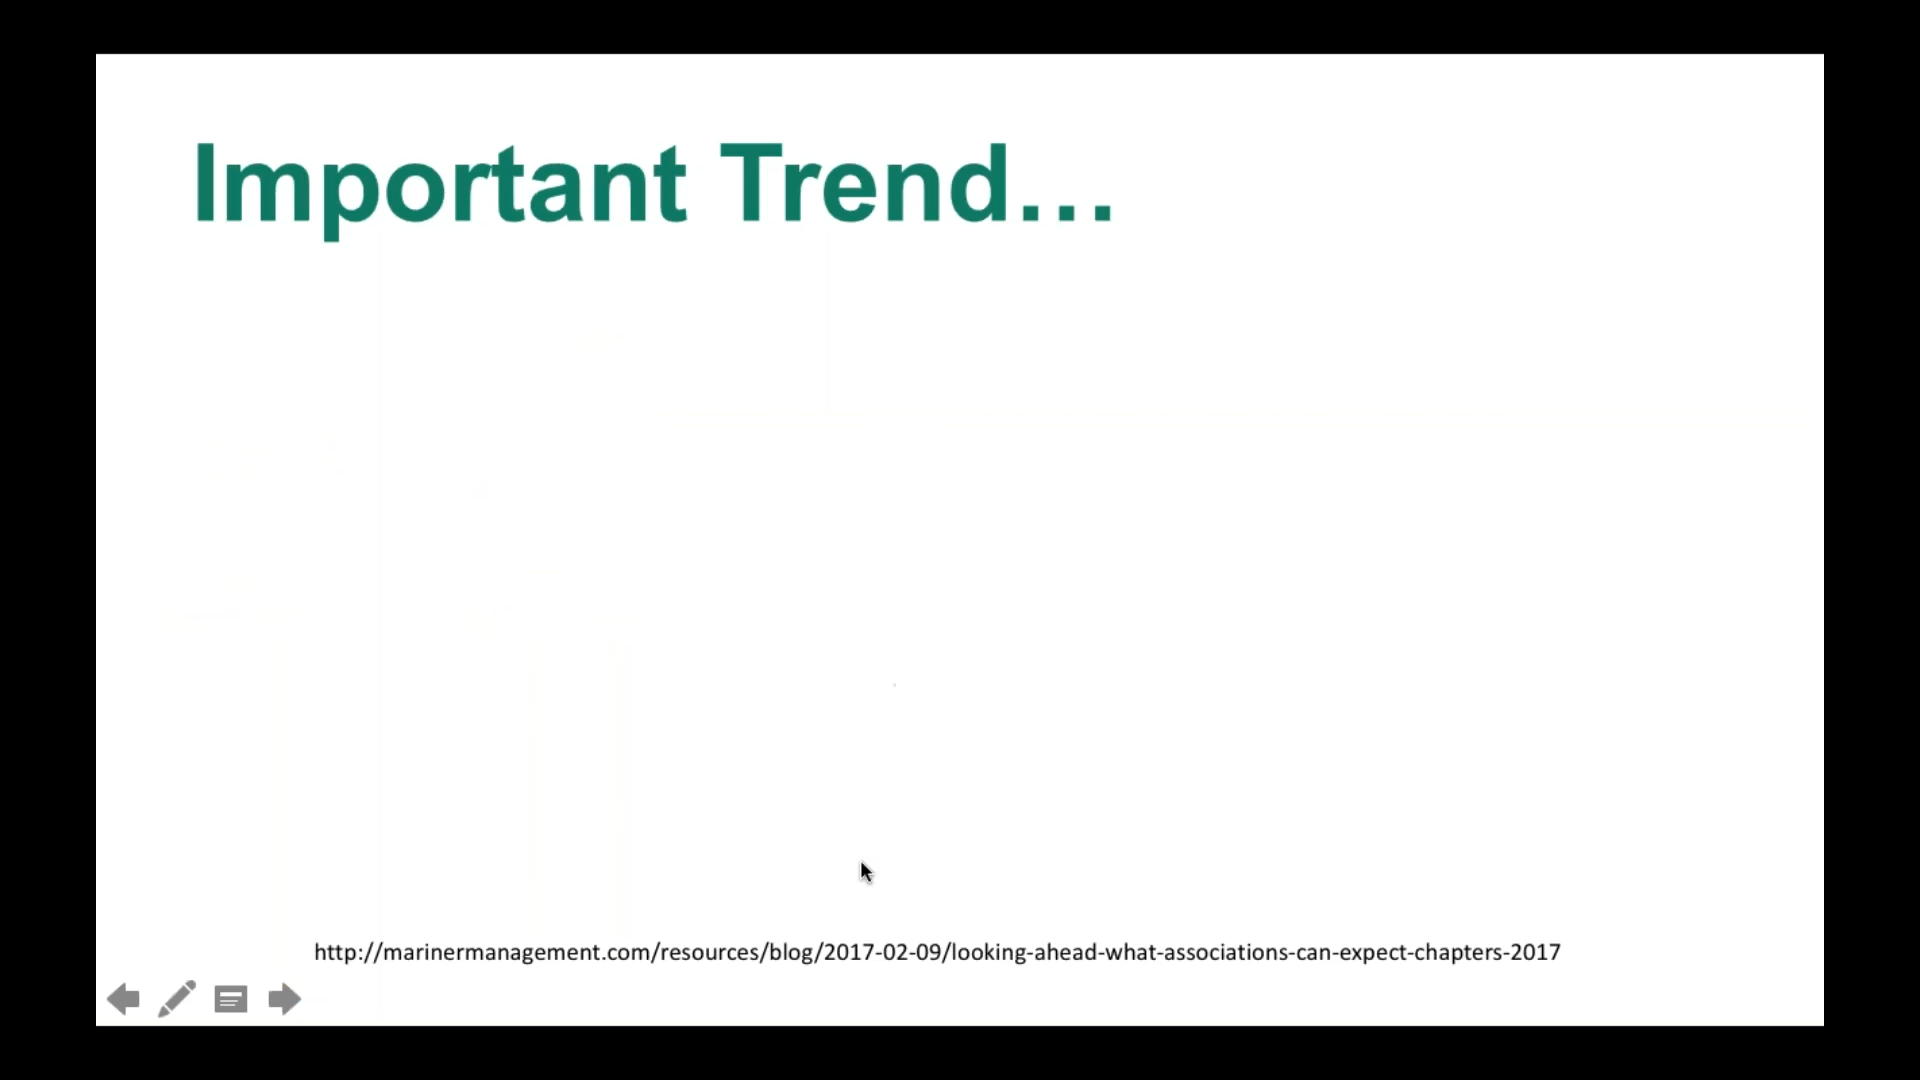 Important Trend…
http://marinermanagement.com/resources/blog/2017-02-09/looking-ahead-what-associations-can-expect-chapters-2017